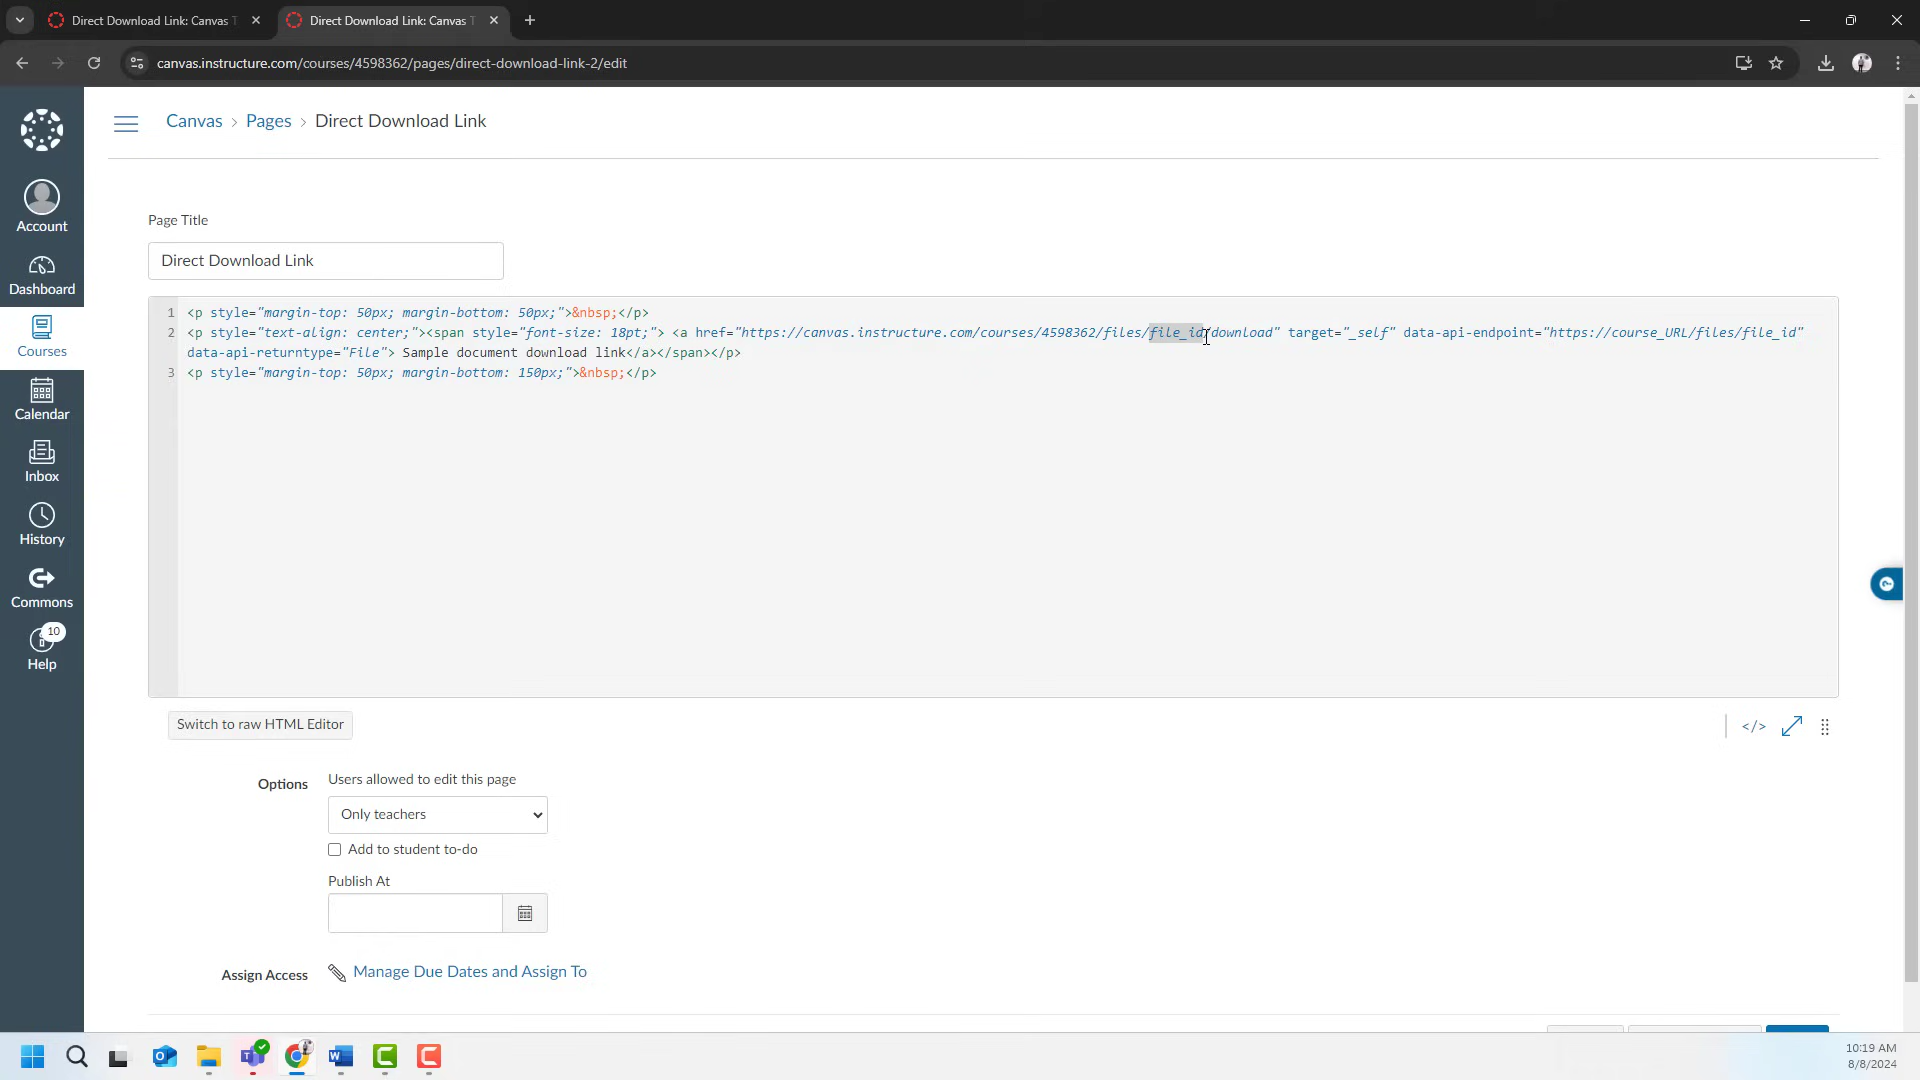 Direct Download Link: Canvas T
Direct Download Link: Canvas T
canvas.instructure.com/courses/4598362/pages/direct-download-link-2/edit
Canvas > Pages > Direct Download Link
Account
Dashboard
Courses
Calendar
Inbox
History
Commons
10
Help
Page Title
Direct Download Link
1 <p style="margin-top: 50px; margin-bottom: 50px;">&nbsp;</p>
2 <p style="text-align: center;"><span style="font-size: 18pt;"> <a href="https://canvas.instructure.com/courses/4598362/files/file_id/download" target="_self" data-api-endpoint="https://course_URL/files/file_id"
data-api-returntype="File"> Sample document download link</a></span></p>
3 <p style="margin-top: 50px; margin-bottom: 150px;">&nbsp;</p>
Switch to raw HTML Editor
</>
Options
Users allowed to edit this page
Only teachers
Add to student to-do
Publish At
Assign Access
Manage Due Dates and Assign To
10:19 AM
8/8/2024